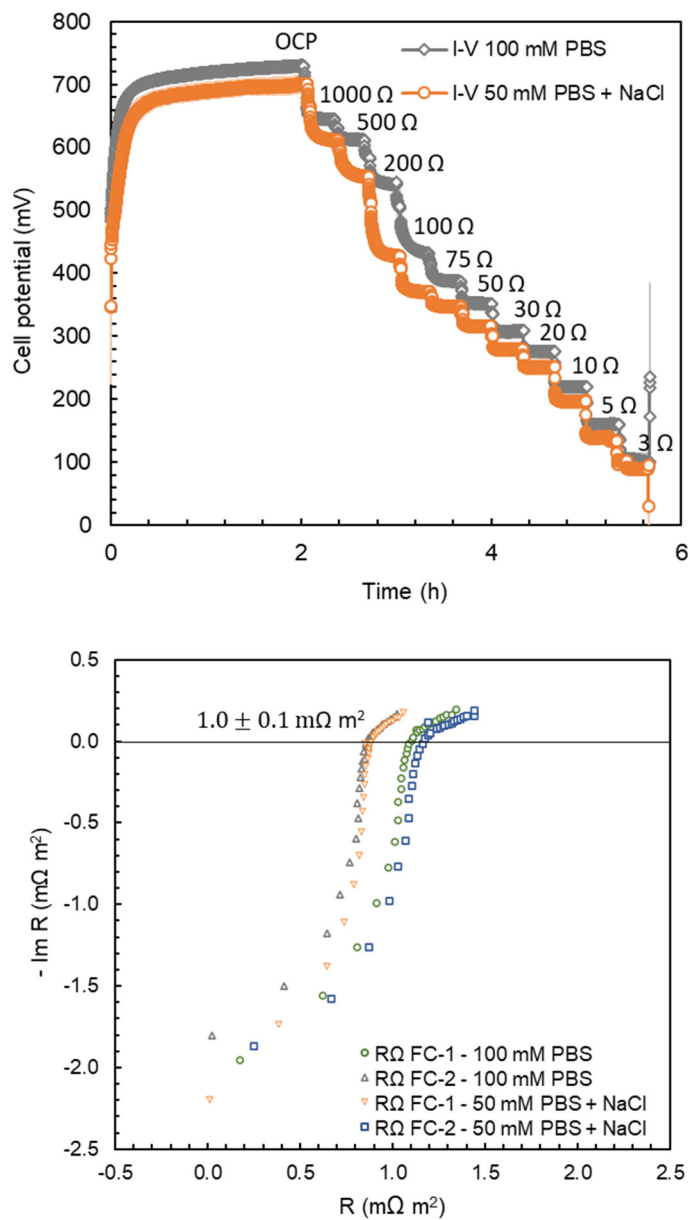 800
700
600
500
400
300
200
100
0
Cell potential (mV)
OCP
I-V 100 mM PBS
I-V 50 mM PBS + NaCl
1000 Ω
500 Ω
200 Ω
100 Ω
75 Ω
50 Ω
30 Ω
20 Ω
10 Ω
5 Ω
3 Ω
0 2 4 6
Time (h)
0.5
0.0
-0.5
-1.0
-1.5
-2.0
-2.5
- Im R (mΩ m²)
1.0 ± 0.1 mΩ m²
RΩ FC-1 - 100 mM PBS
RΩ FC-2 - 100 mM PBS
RΩ FC-1 - 50 mM PBS + NaCl
RΩ FC-2 - 50 mM PBS + NaCl
-0.5 0.0 0.5 1.0 1.5 2.0 2.5
R (mΩ m²)